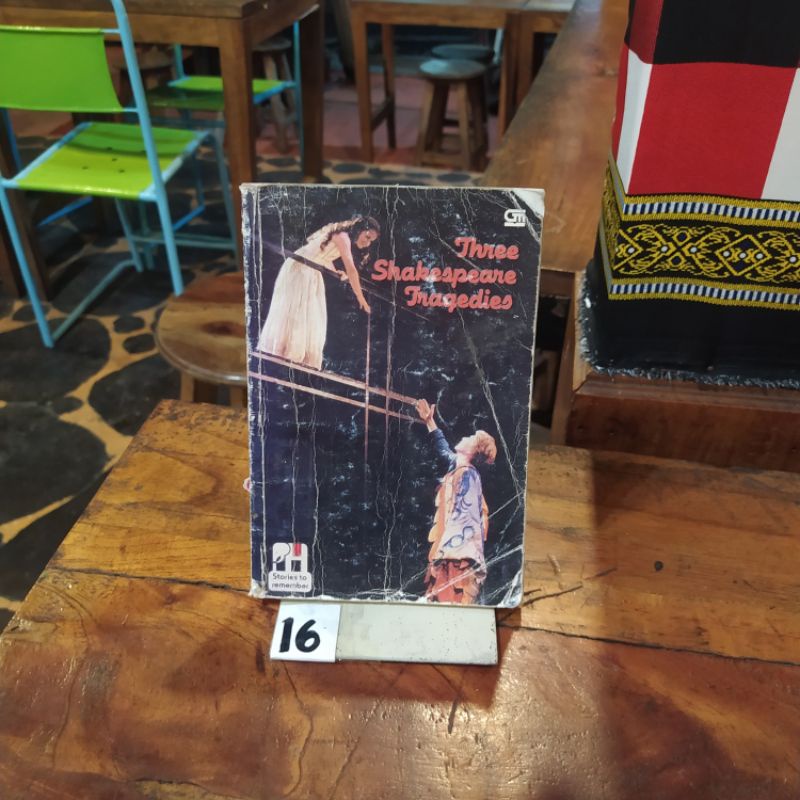 GM
Three
Shakespeare
Tragedies
Stories to
remember
16